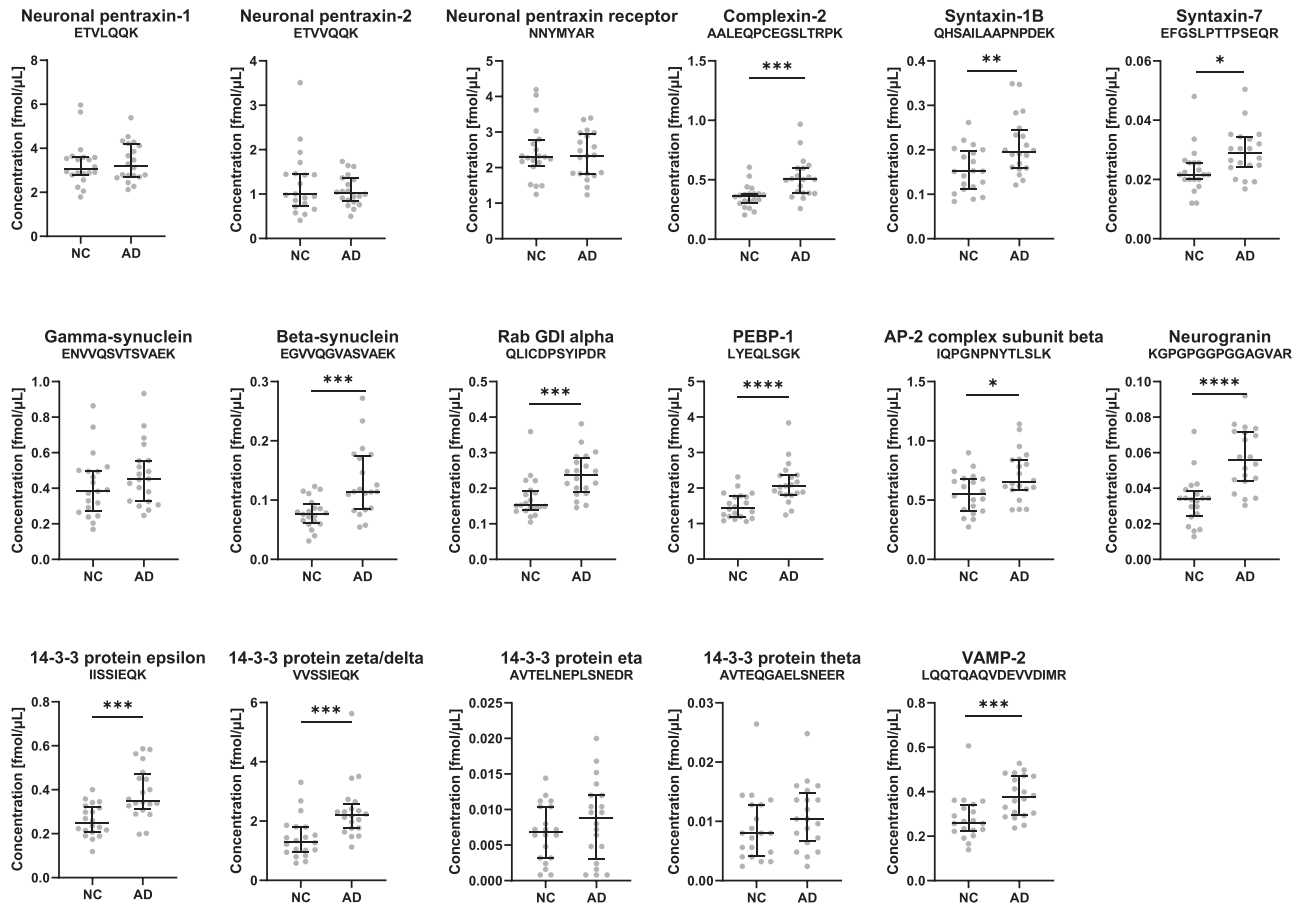 Neuronal pentraxin-1
ETVLQQK
Concentration [fmol/µL]
8
6
4
2
0
NC AD
Neuronal pentraxin-2
ETVVQQK
Concentration [fmol/µL]
4
3
2
1
0
NC AD
Neuronal pentraxin receptor
NNYMYAR
Concentration [fmol/µL]
5
4
3
2
1
0
NC AD
Complexin-2
AALEQPCEGSLTRPK
Concentration [fmol/µL]
1.5
1.0
0.5
0.0
***
NC AD
Syntaxin-1B
QHSAILAAPNPDEK
Concentration [fmol/µL]
0.4
0.3
0.2
0.1
0.0
**
NC AD
Syntaxin-7
EFGSLPTTPSEQR
Concentration [fmol/µL]
0.06
0.04
0.02
0.00
*
NC AD
Gamma-synuclein
ENVVQSVTSVAEK
Concentration [fmol/µL]
1.0
0.8
0.6
0.4
0.2
0.0
NC AD
Beta-synuclein
EGVVQGVASVAEK
Concentration [fmol/µL]
0.3
0.2
0.1
0.0
***
NC AD
Rab GDI alpha
QLICDPSYIPDR
Concentration [fmol/µL]
0.5
0.4
0.3
0.2
0.1
0.0
***
NC AD
PEBP-1
LYEQLSGK
Concentration [fmol/µL]
5
4
3
2
1
0
****
NC AD
AP-2 complex subunit beta
IQPGNPNYTLSLK
Concentration [fmol/µL]
1.5
1.0
0.5
0.0
*
NC AD
Neurogranin
KGPGPGGPGGAGVAR
Concentration [fmol/µL]
0.10
0.08
0.06
0.04
0.02
0.00
****
NC AD
14-3-3 protein epsilon
IISSIEQK
Concentration [fmol/µL]
0.8
0.6
0.4
0.2
0.0
***
NC AD
14-3-3 protein zeta/delta
VVSSIEQK
Concentration [fmol/µL]
6
4
2
0
***
NC AD
14-3-3 protein eta
AVTELNEPLSNEDR
Concentration [fmol/µL]
0.025
0.020
0.015
0.010
0.005
0.000
NC AD
14-3-3 protein theta
AVTEQGAELSNEER
Concentration [fmol/µL]
0.03
0.02
0.01
0.00
NC AD
VAMP-2
LQQTQAQVDEVVDIMR
Concentration [fmol/µL]
0.8
0.6
0.4
0.2
0.0
***
NC AD